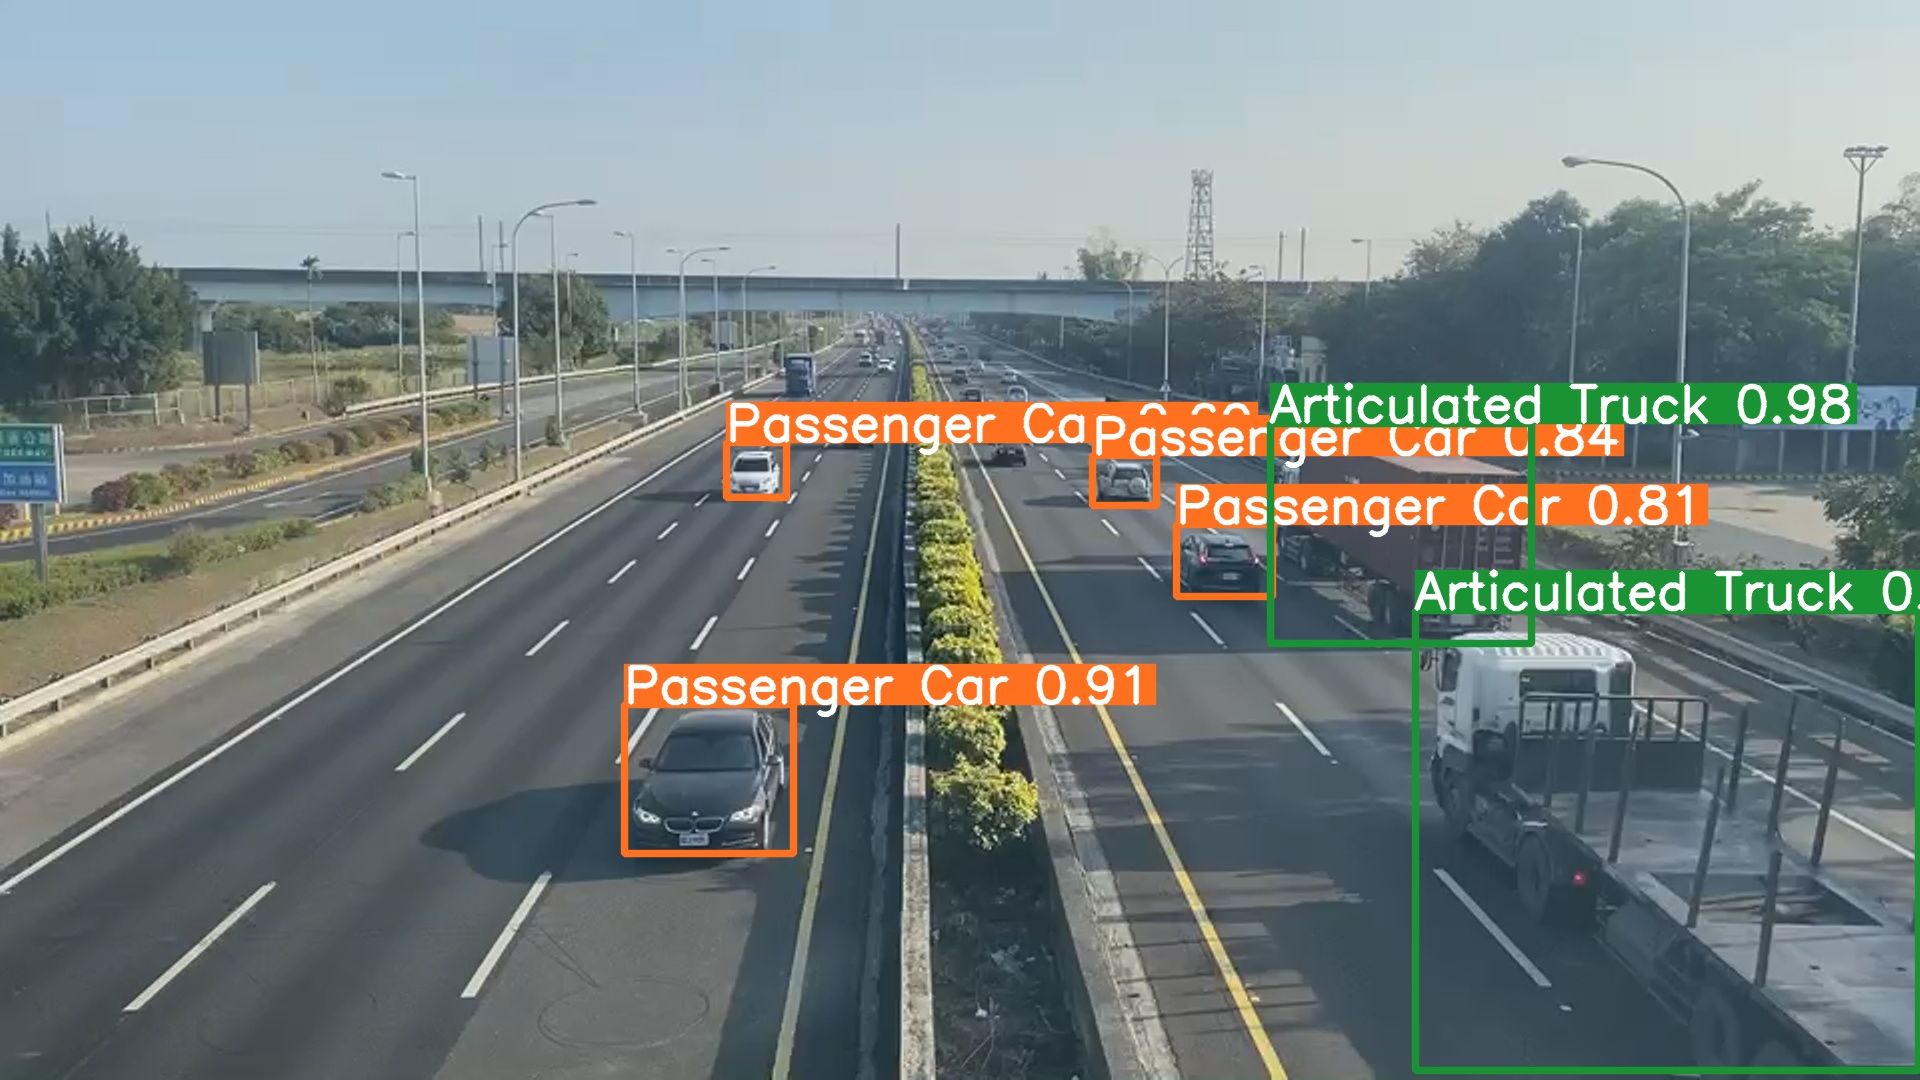 Articulated Truck 0.98
Passenger Ca
Passenger Car 0.84
Passenger Car 0.81
Articulated Truck 0.
Passenger Car 0.91